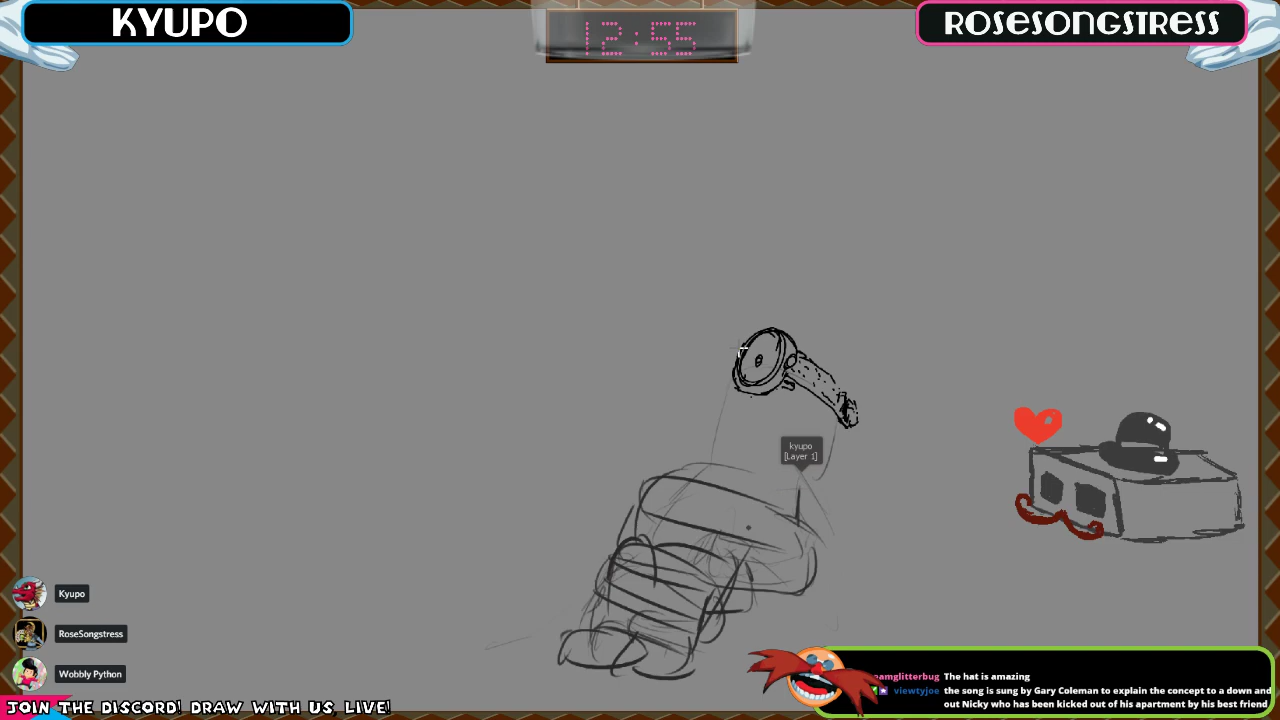 KYUPO
12:55
ROSESONGSTRESS
kyupo
[Layer 1]
Kyupo
RoseSongstress
Wobbly Python
amglitterbug The hat is amazing
viewtyjoe the song is sung by Gary Coleman to explain the concept to a down and
out Nicky who has been kicked out of his apartment by his best friend
JOIN THE DISCORD! DRAW WITH US, LIVE!